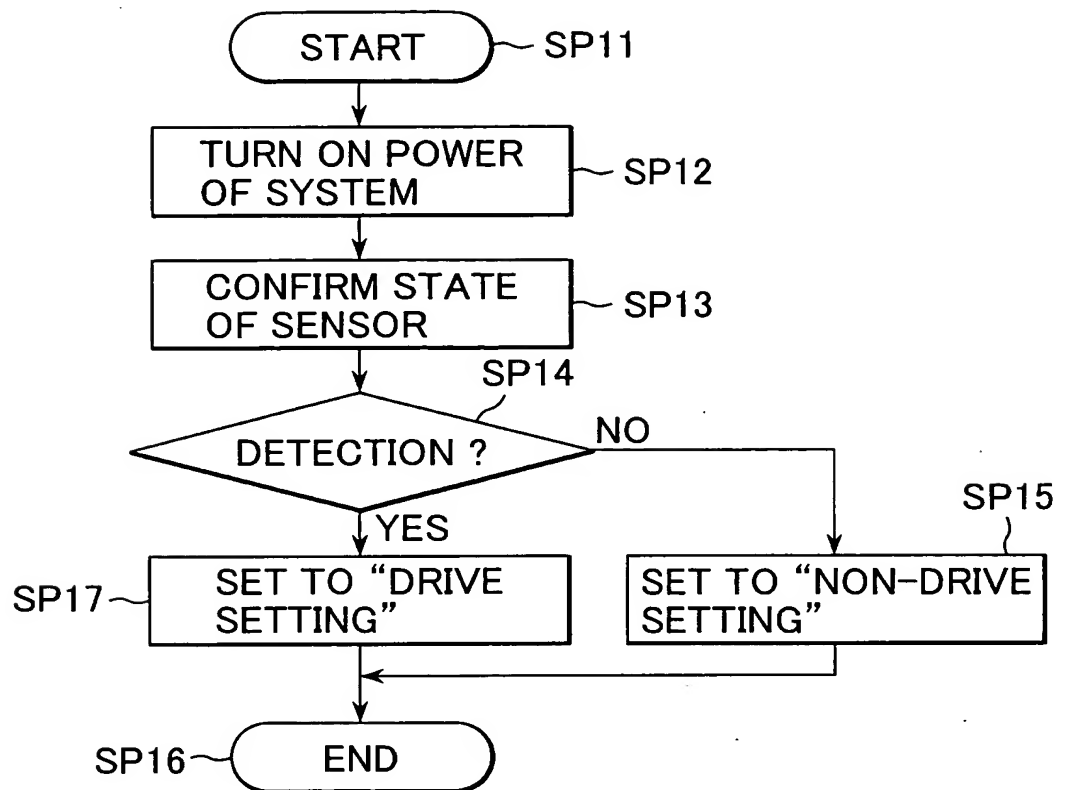 START
SP11
TURN ON POWER
OF SYSTEM
SP12
CONFIRM STATE
OF SENSOR
SP13
SP14
DETECTION ?
NO
YES
SP15
SP17
SET TO “DRIVE
SETTING”
SET TO “NON-DRIVE
SETTING”
SP16
END